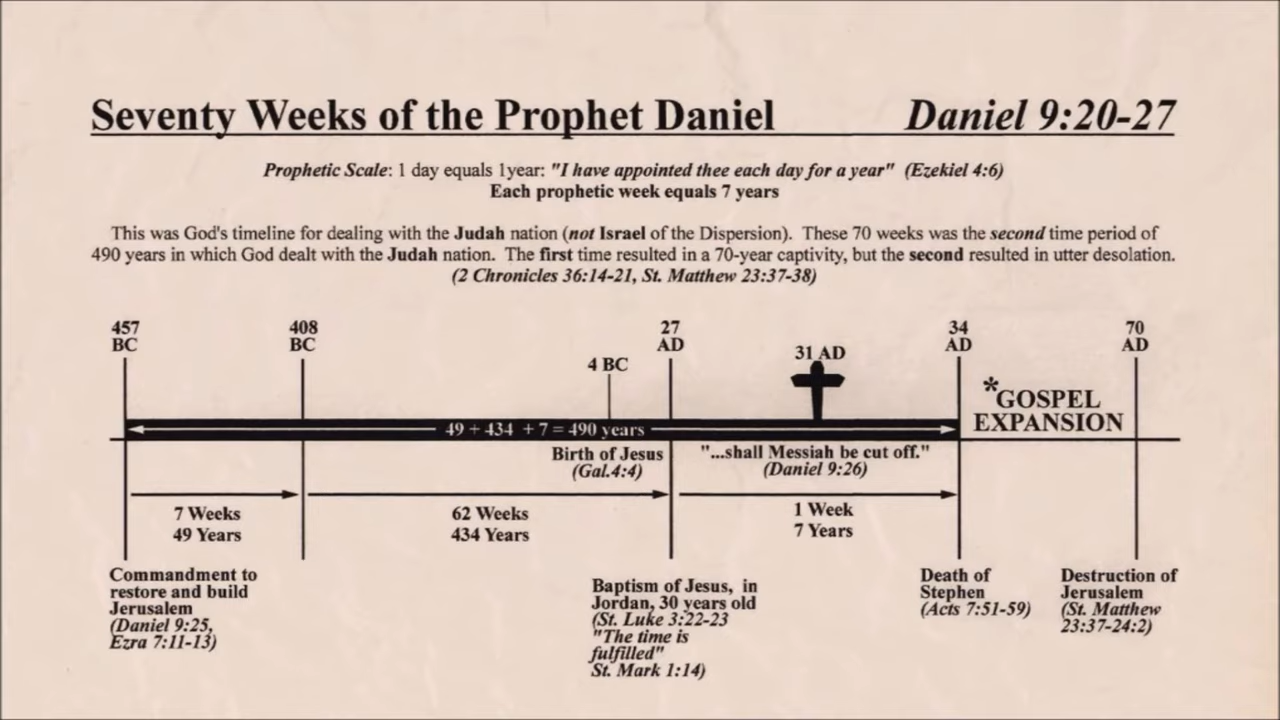 Seventy Weeks of the Prophet Daniel Daniel 9:20-27
Prophetic Scale: 1 day equals 1year: "I have appointed thee each day for a year" (Ezekiel 4:6)
Each prophetic week equals 7 years
This was God's timeline for dealing with the Judah nation (not Israel of the Dispersion). These 70 weeks was the second time period of
490 years in which God dealt with the Judah nation. The first time resulted in a 70-year captivity, but the second resulted in utter desolation.
(2 Chronicles 36:14-21, St. Matthew 23:37-38)
457
BC
408
BC
4 BC
27
AD
31 AD
34
AD
70
AD
*GOSPEL
EXPANSION
49 + 434 + 7 = 490 years
Birth of Jesus
(Gal.4:4)
"...shall Messiah be cut off."
(Daniel 9:26)
7 Weeks
49 Years
62 Weeks
434 Years
1 Week
7 Years
Commandment to
restore and build
Jerusalem
(Daniel 9:25,
Ezra 7:11-13)
Baptism of Jesus, in
Jordan, 30 years old
(St. Luke 3:22-23
"The time is
fulfilled"
St. Mark 1:14)
Death of
Stephen
(Acts 7:51-59)
Destruction of
Jerusalem
(St. Matthew
23:37-24:2)